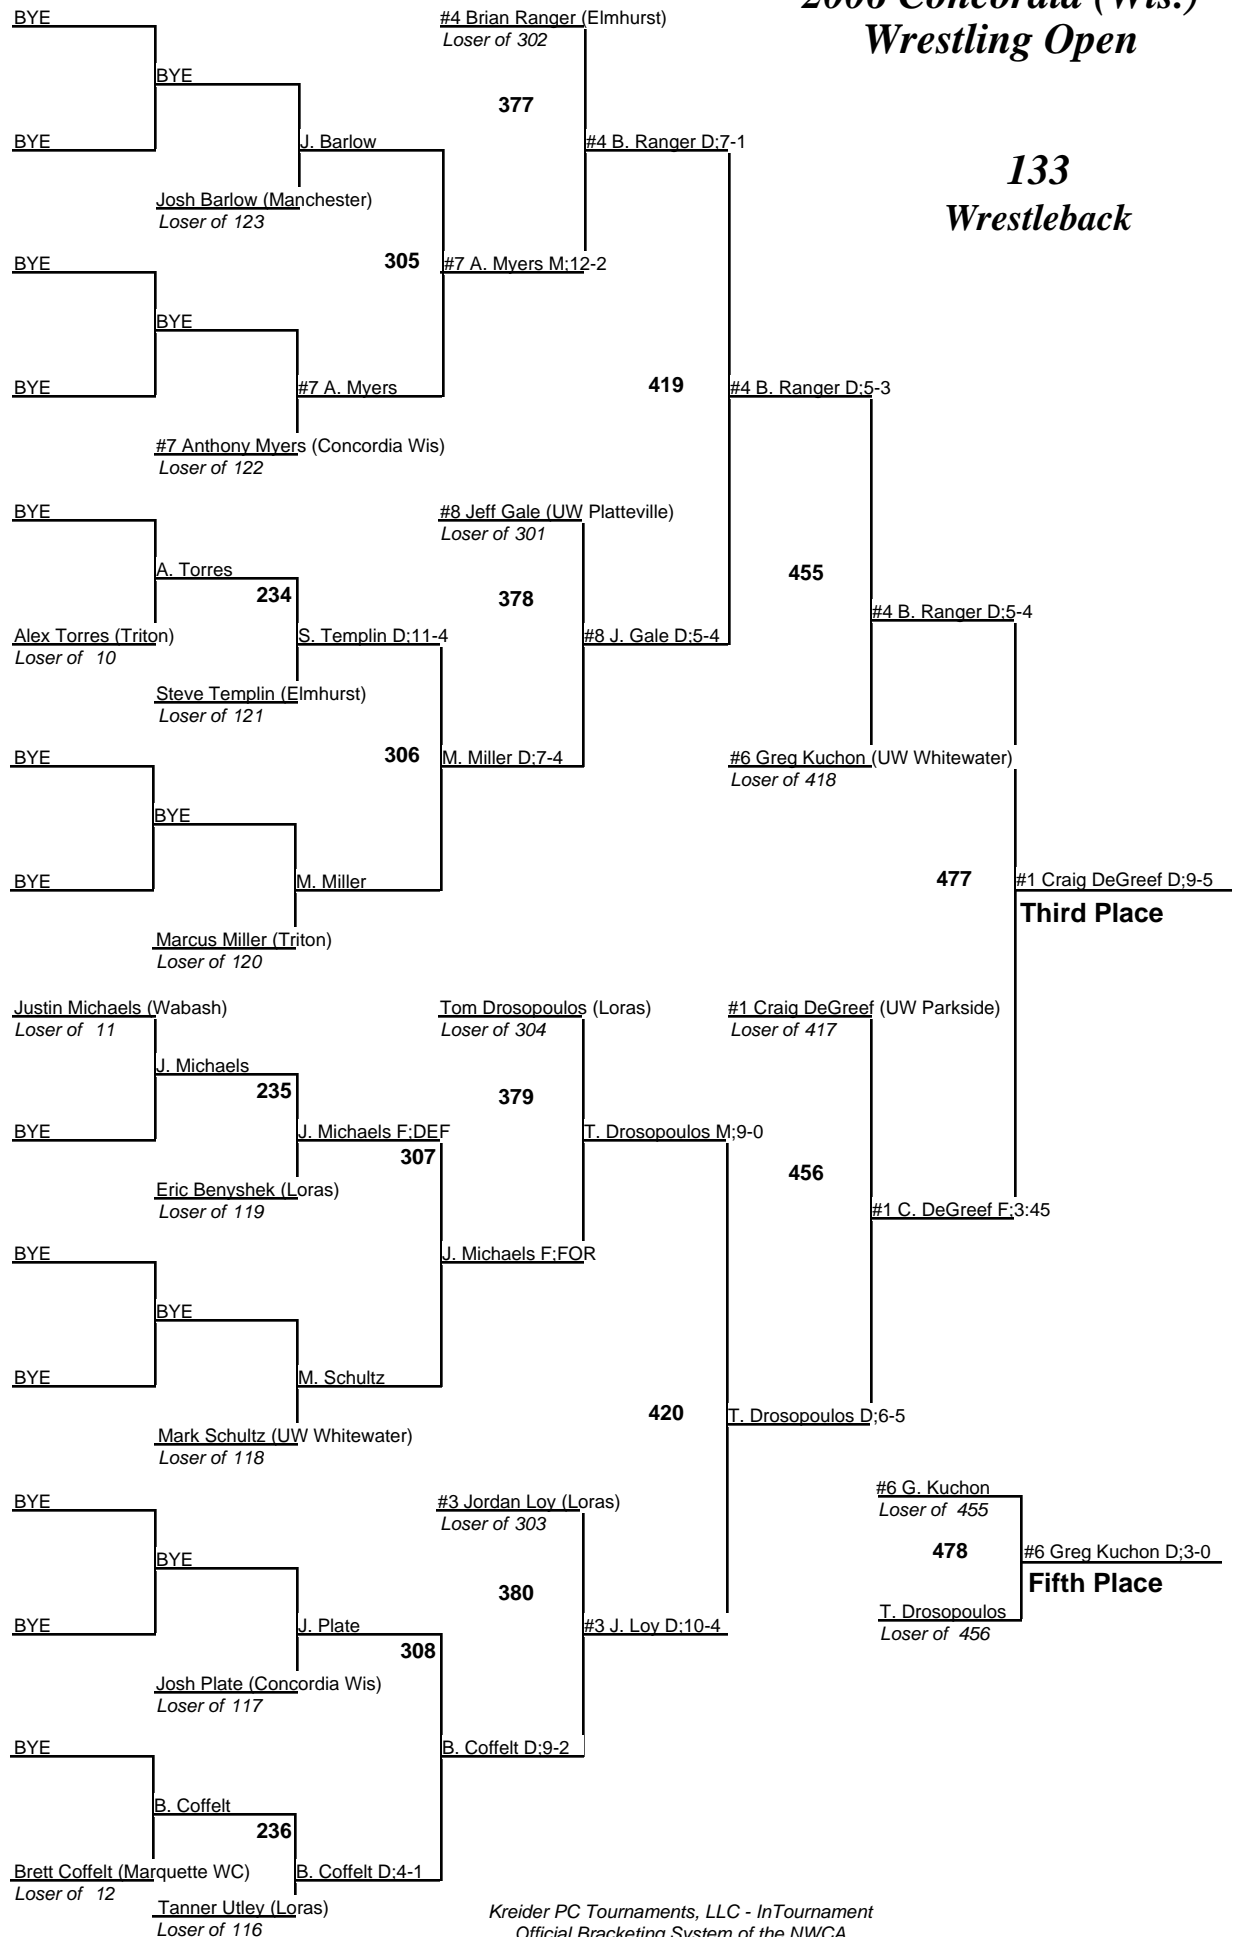 2006 Concordia (Wis.)
Wrestling Open
133
Wrestleback
BYE
#4 Brian Ranger (Elmhurst)
Loser of 302
BYE
377
BYE
J. Barlow
#4 B. Ranger D;7-1
Josh Barlow (Manchester)
Loser of 123
BYE
305
#7 A. Myers M;12-2
BYE
BYE
#7 A. Myers
419
#4 B. Ranger D;5-3
#7 Anthony Myers (Concordia Wis)
Loser of 122
BYE
#8 Jeff Gale (UW Platteville)
Loser of 301
A. Torres
234
378
455
#4 B. Ranger D;5-4
Alex Torres (Triton)
Loser of 10
S. Templin D;11-4
#8 J. Gale D;5-4
Steve Templin (Elmhurst)
Loser of 121
BYE
306
M. Miller D;7-4
#6 Greg Kuchon (UW Whitewater)
Loser of 418
BYE
BYE
M. Miller
477
#1 Craig DeGreef D;9-5
Third Place
Marcus Miller (Triton)
Loser of 120
Justin Michaels (Wabash)
Loser of 11
Tom Drosopoulos (Loras)
Loser of 304
#1 Craig DeGreef (UW Parkside)
Loser of 417
J. Michaels
235
379
BYE
J. Michaels F;DEF
307
T. Drosopoulos M;9-0
456
Eric Benyshek (Loras)
Loser of 119
#1 C. DeGreef F;3:45
BYE
J. Michaels F;FOR
BYE
BYE
M. Schultz
420
T. Drosopoulos D;6-5
Mark Schultz (UW Whitewater)
Loser of 118
BYE
#3 Jordan Loy (Loras)
Loser of 303
#6 G. Kuchon
Loser of 455
BYE
478
#6 Greg Kuchon D;3-0
Fifth Place
380
BYE
J. Plate
308
#3 J. Loy D;10-4
T. Drosopoulos
Loser of 456
Josh Plate (Concordia Wis)
Loser of 117
BYE
B. Coffelt D;9-2
B. Coffelt
236
Brett Coffelt (Marquette WC)
Loser of 12
B. Coffelt D;4-1
Tanner Utley (Loras)
Loser of 116
Kreider PC Tournaments, LLC - InTournament
Official Bracketing System of the NWCA